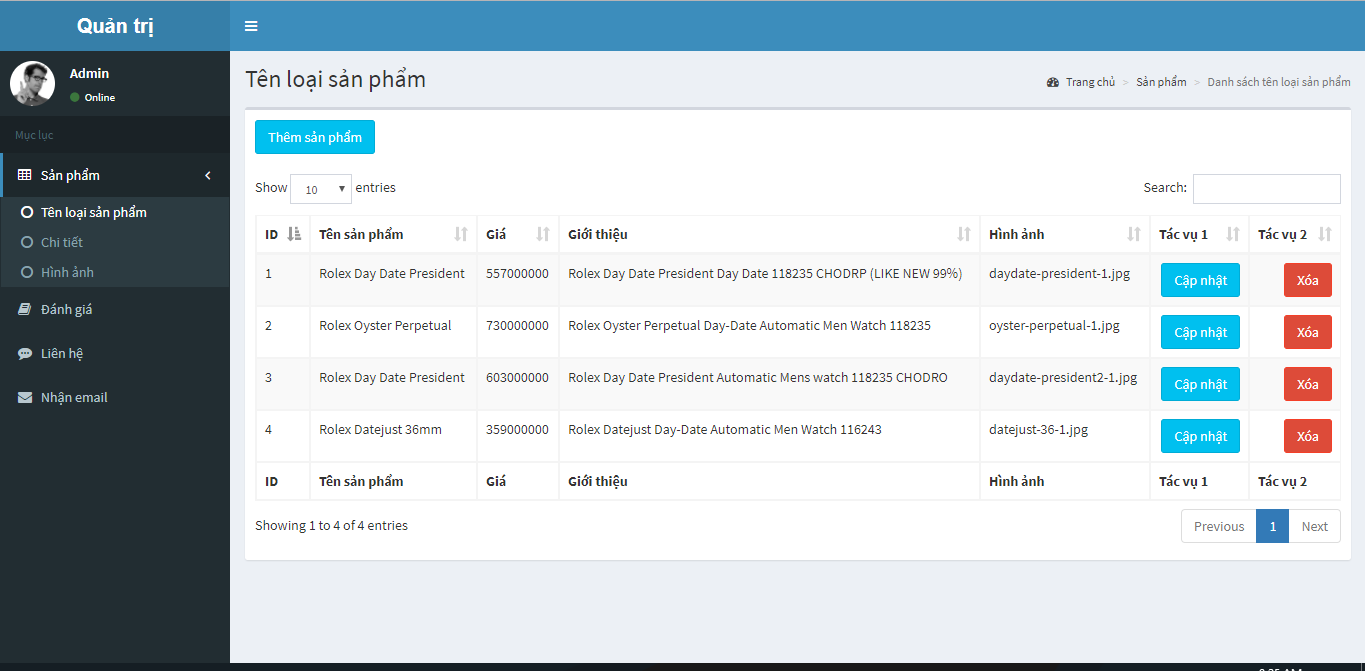 Quản trị
Admin
Online
Mục lục
Sản phẩm
Tên loại sản phẩm
Chi tiết
Hình ảnh
Đánh giá
Liên hệ
Nhận email
Tên loại sản phẩm
Trang chủ > Sản phẩm > Danh sách tên loại sản phẩm
Thêm sản phẩm
Show 10 entries Search:
ID Tên sản phẩm Giá Giới thiệu Hình ảnh Tác vụ 1 Tác vụ 2
1 Rolex Day Date President 557000000 Rolex Day Date President Day Date 118235 CHODRP (LIKE NEW 99%) daydate-president-1.jpg Cập nhật Xóa
2 Rolex Oyster Perpetual 730000000 Rolex Oyster Perpetual Day-Date Automatic Men Watch 118235 oyster-perpetual-1.jpg Cập nhật Xóa
3 Rolex Day Date President 603000000 Rolex Day Date President Automatic Mens watch 118235 CHODRO daydate-president2-1.jpg Cập nhật Xóa
4 Rolex Datejust 36mm 359000000 Rolex Datejust Day-Date Automatic Men Watch 116243 datejust-36-1.jpg Cập nhật Xóa
ID Tên sản phẩm Giá Giới thiệu Hình ảnh Tác vụ 1 Tác vụ 2
Showing 1 to 4 of 4 entries Previous 1 Next